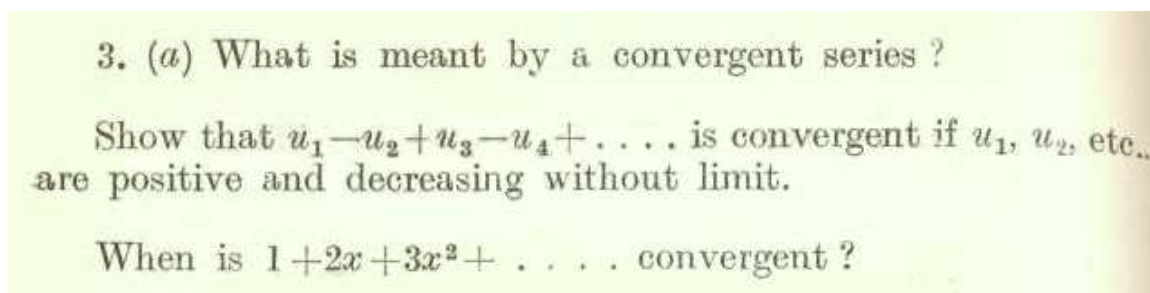 3. (a) What is meant by a convergent series ?
Show that u₁—u₂+u₃—u₄+. . . . is convergent if u₁, u₂, etc..
are positive and decreasing without limit.
When is 1+2x+3x²+ . . . . convergent ?